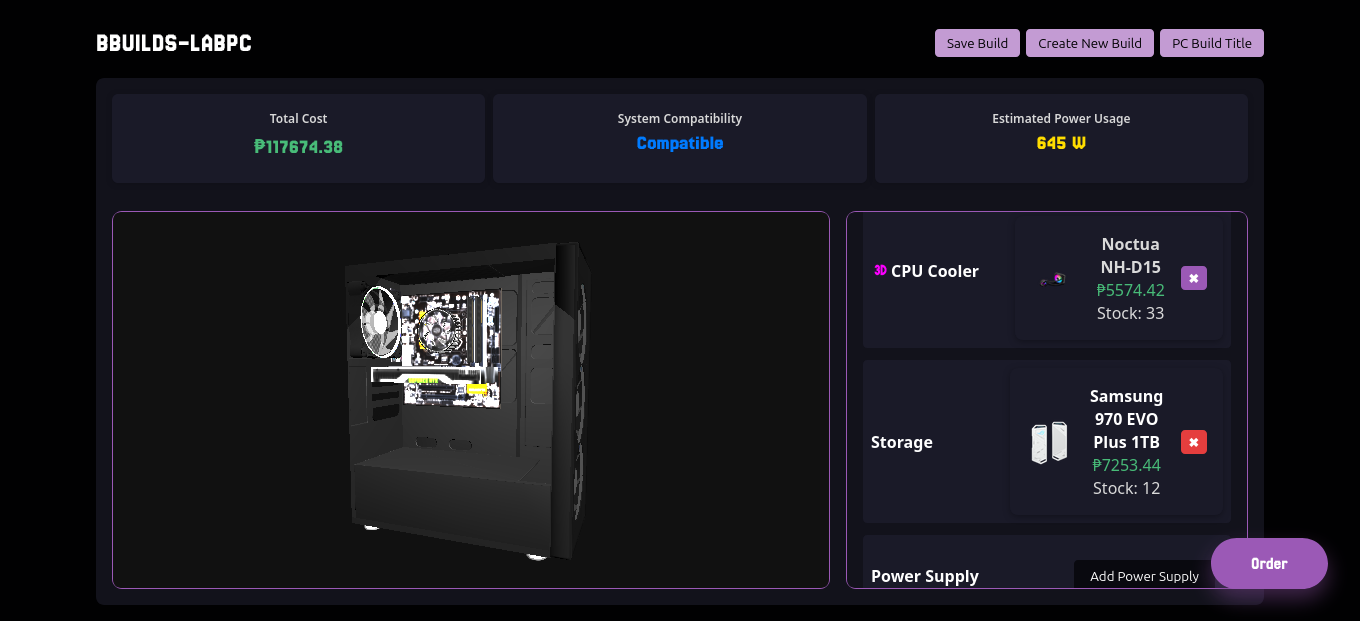 BBUILDS-LABPC
Save Build
Create New Build
PC Build Title
Total Cost
₱117674.38
System Compatibility
Compatible
Estimated Power Usage
645 W
3D CPU Cooler
Noctua
NH-D15
₱5574.42
Stock: 33
✖
Storage
Samsung
970 EVO
Plus 1TB
₱7253.44
Stock: 12
✖
Power Supply
Add Power Supply
Order